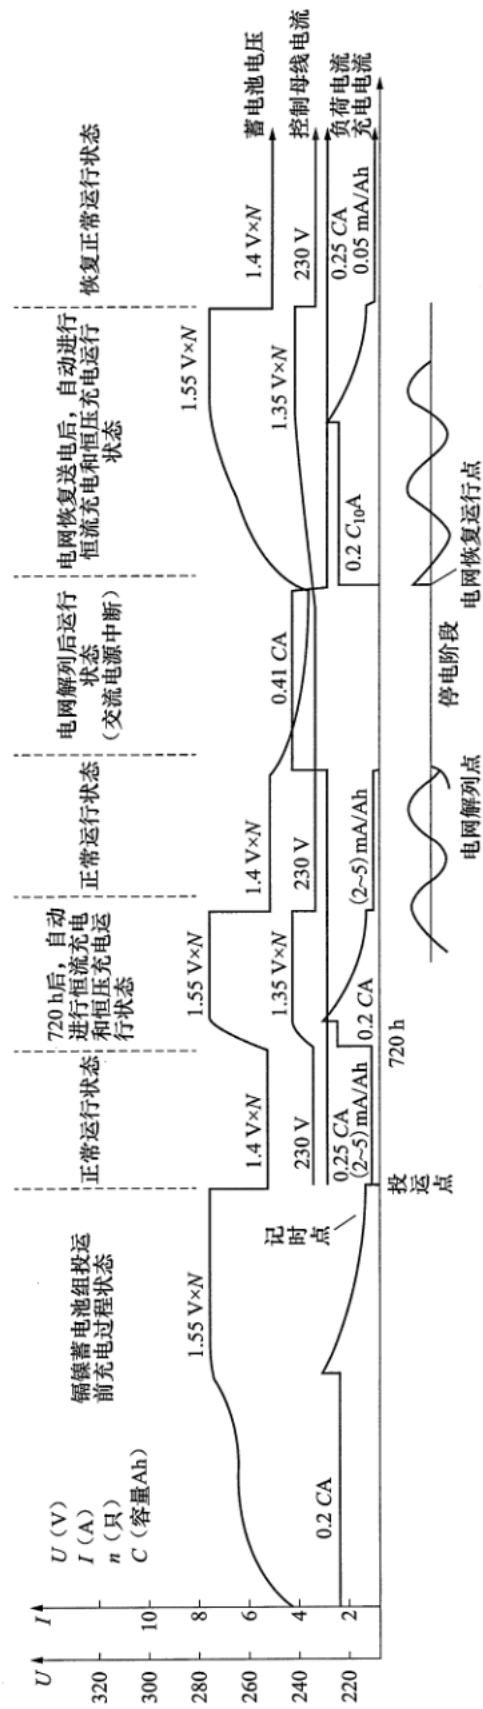 U（V）
I（A）
n（只）
C（容量Ah）
镉镍蓄电池组投运
前充电过程状态
正常运行状态
720 h后，自动
进行恒流充电
和恒压充电运
行状态
正常运行状态
电网解列后运行
状态
（交流电源中断）
电网恢复送电后，自动进行
恒流充电和恒压充电运行
状态
恢复正常运行状态
U
I
320
300
280
260
240
220
10
8
6
4
2
1.55 V×N
1.4 V×N
1.55 V×N
1.4 V×N
1.55 V×N
1.4 V×N
蓄电池电压
230 V
1.35 V×N
230 V
0.41 CA
1.35 V×N
230 V
控制母线电流
0.2 CA
记时点
0.25 CA
(2~5) mA/Ah
0.2 CA
(2~5) mA/Ah
0.2 C10A
0.25 CA
0.05 mA/Ah
负荷电流
充电电流
投运点
720 h
电网解列点
停电阶段
电网恢复运行点